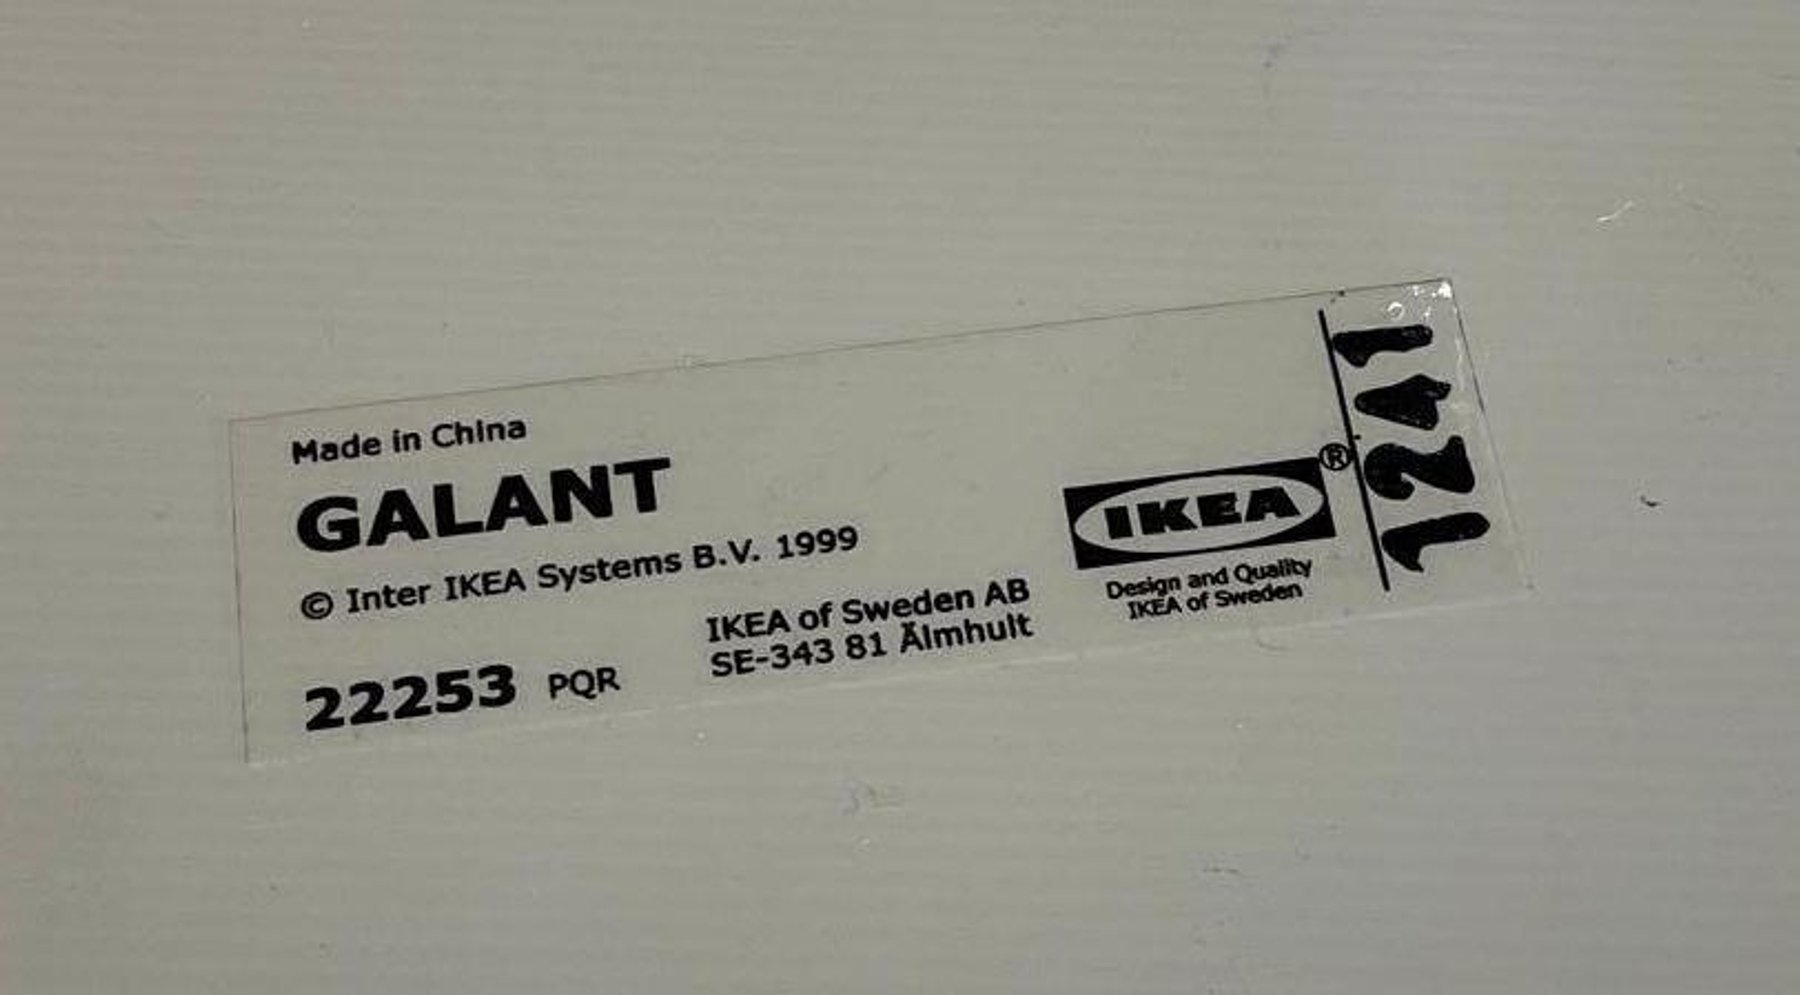 Made in China
GALANT
© Inter IKEA Systems B.V. 1999
22253 PQR
IKEA of Sweden AB
SE-343 81 Älmhult
IKEA®
Design and Quality
IKEA of Sweden
1241